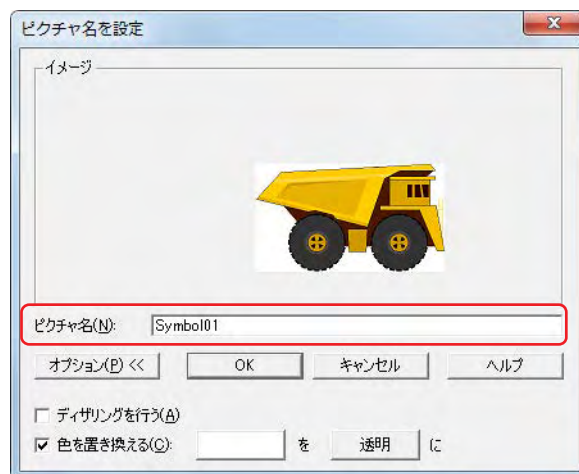 ピクチャ名を設定
イメージ
ピクチャ名(N): Symbol01
オプション(P) << OK キャンセル ヘルプ
ディザリングを行う(A)
色を置き換える(C): を 透明 に